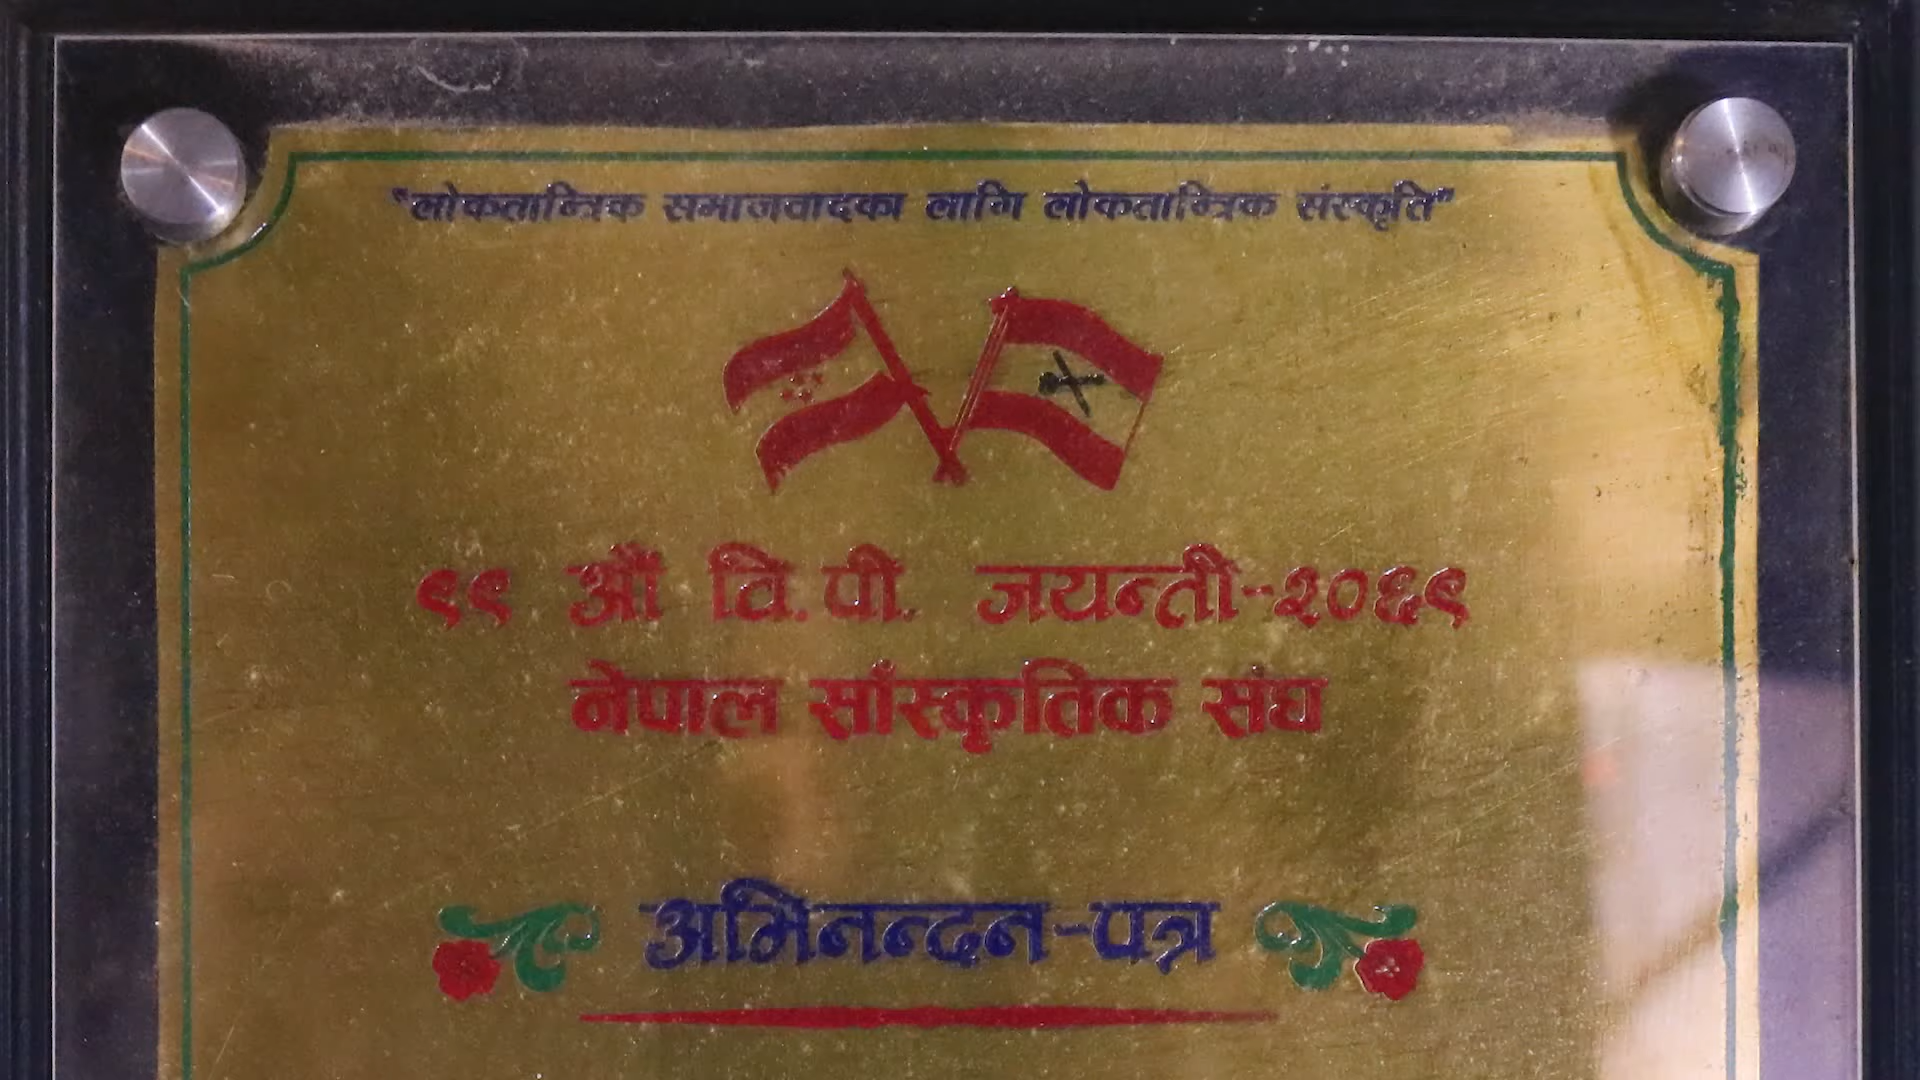 "लोकतान्त्रिक समाजवादका लागि लोकतान्त्रिक संस्कृति"
९९ औं वि.पी. जयन्ती-२०६९
नेपाल साँस्कृतिक संघ
अभिनन्दन-पत्र